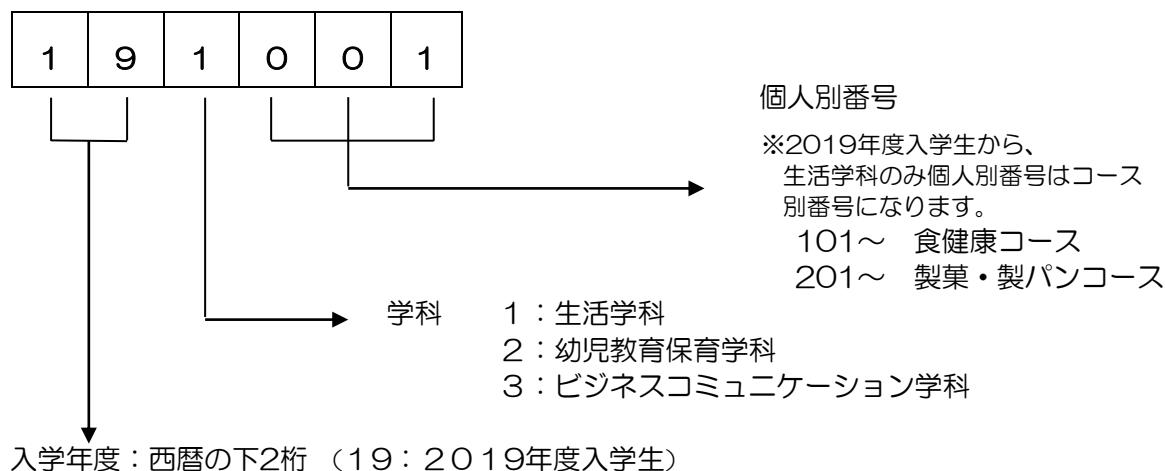 １ ９ １ ０ ０ １
個人別番号
※２０１９年度入学生から、
生活学科のみ個人別番号はコース
別番号になります。
１０１～　食健康コース
２０１～　製菓・製パンコース
学科　１：生活学科
２：幼児教育保育学科
３：ビジネスコミュニケーション学科
入学年度：西暦の下２桁　（１９：２０１９年度入学生）